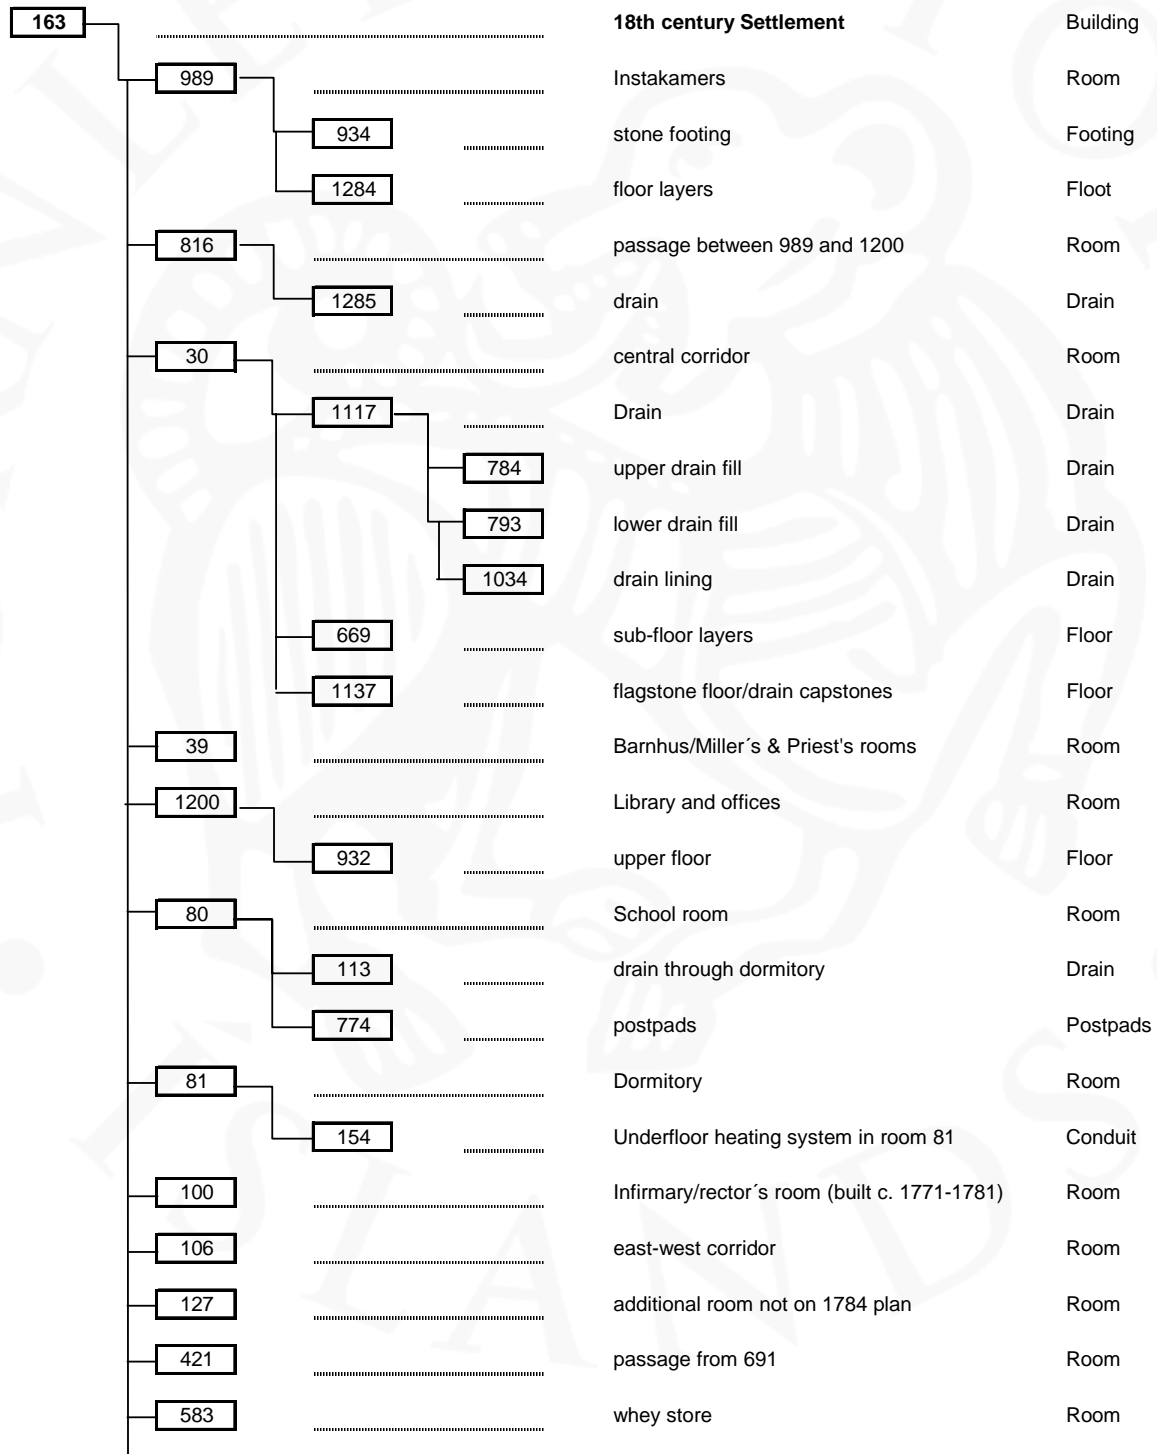 163 18th century Settlement Building
989 Instakamers Room
934 stone footing Footing
1284 floor layers Floot
816 passage between 989 and 1200 Room
1285 drain Drain
30 central corridor Room
1117 Drain Drain
784 upper drain fill Drain
793 lower drain fill Drain
1034 drain lining Drain
669 sub-floor layers Floor
1137 flagstone floor/drain capstones Floor
39 Barnhus/Miller´s & Priest's rooms Room
1200 Library and offices Room
932 upper floor Floor
80 School room Room
113 drain through dormitory Drain
774 postpads Postpads
81 Dormitory Room
154 Underfloor heating system in room 81 Conduit
100 Infirmary/rector´s room (built c. 1771-1781) Room
106 east-west corridor Room
127 additional room not on 1784 plan Room
421 passage from 691 Room
583 whey store Room